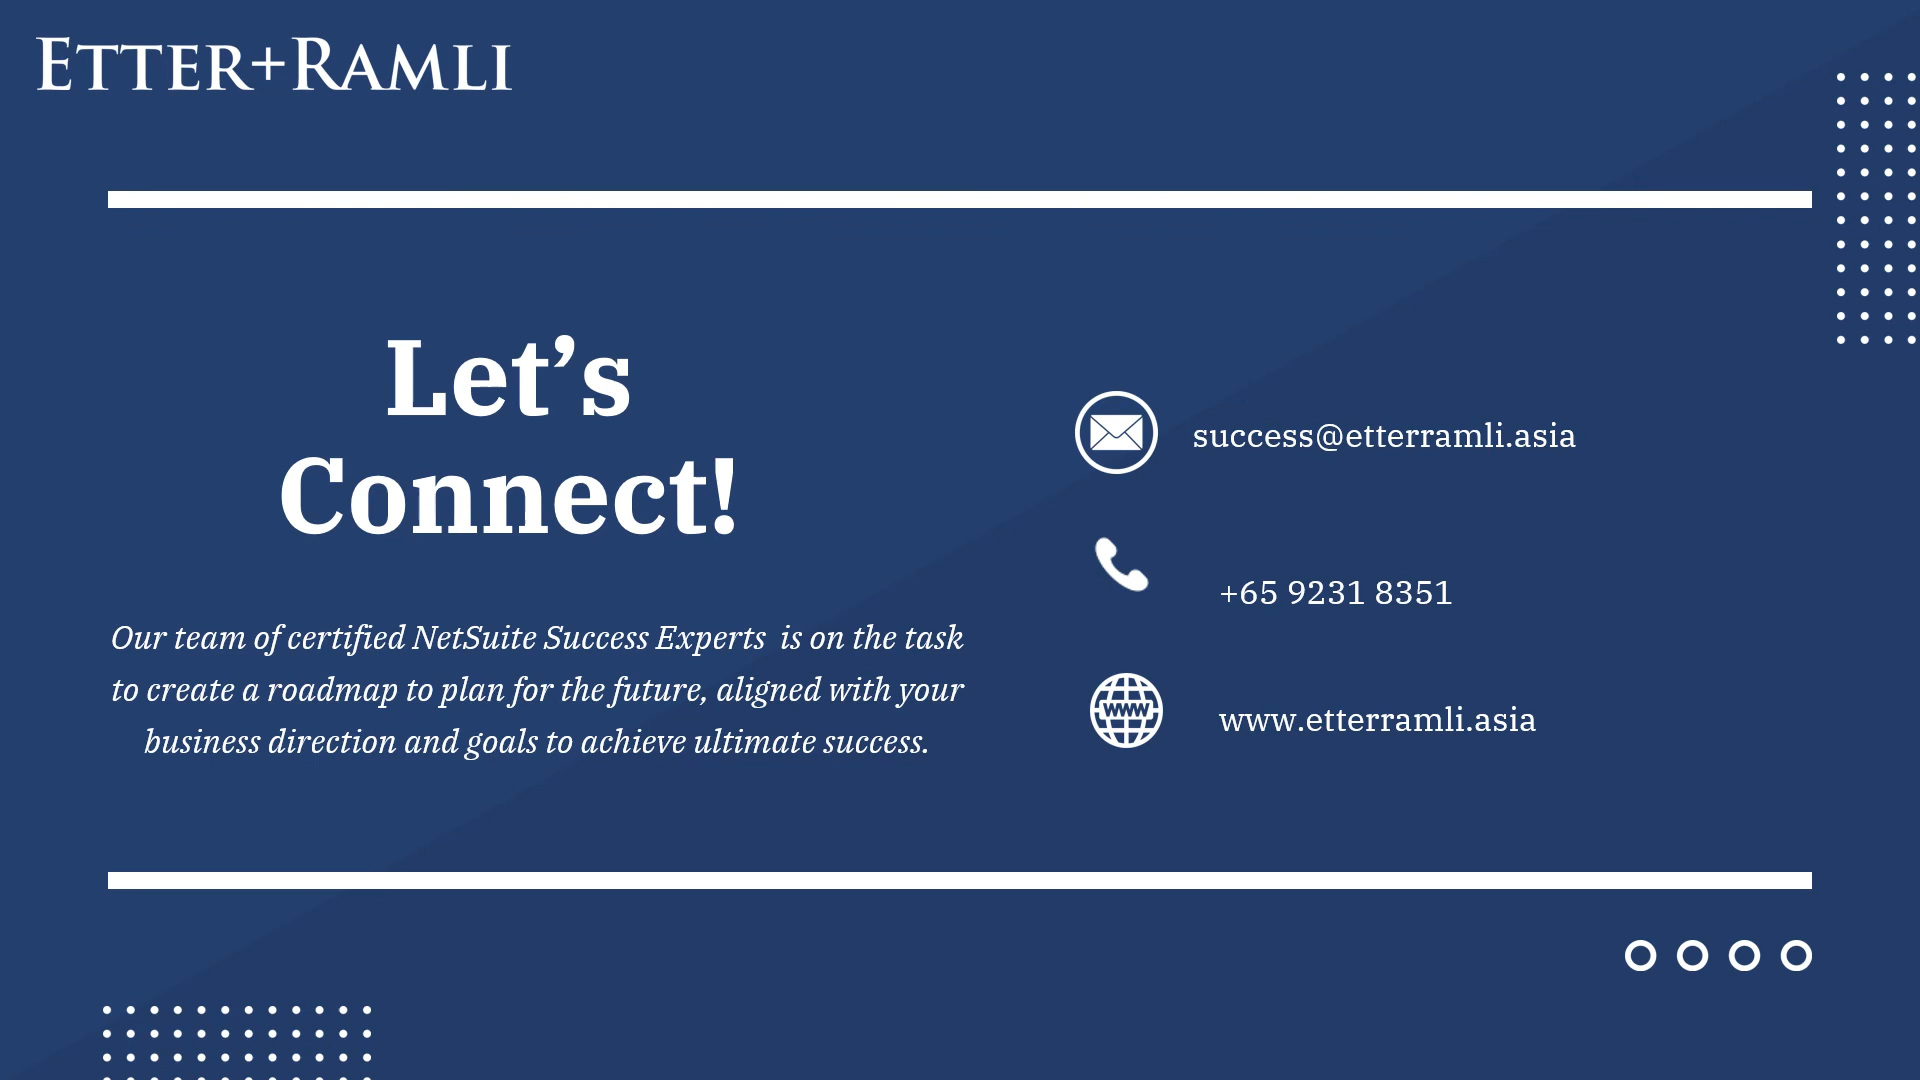 ETTER+RAMLI
Let’s
Connect!
Our team of certified NetSuite Success Experts  is on the task
to create a roadmap to plan for the future, aligned with your
business direction and goals to achieve ultimate success.
success@etterramli.asia
+65 9231 8351
WWW
www.etterramli.asia